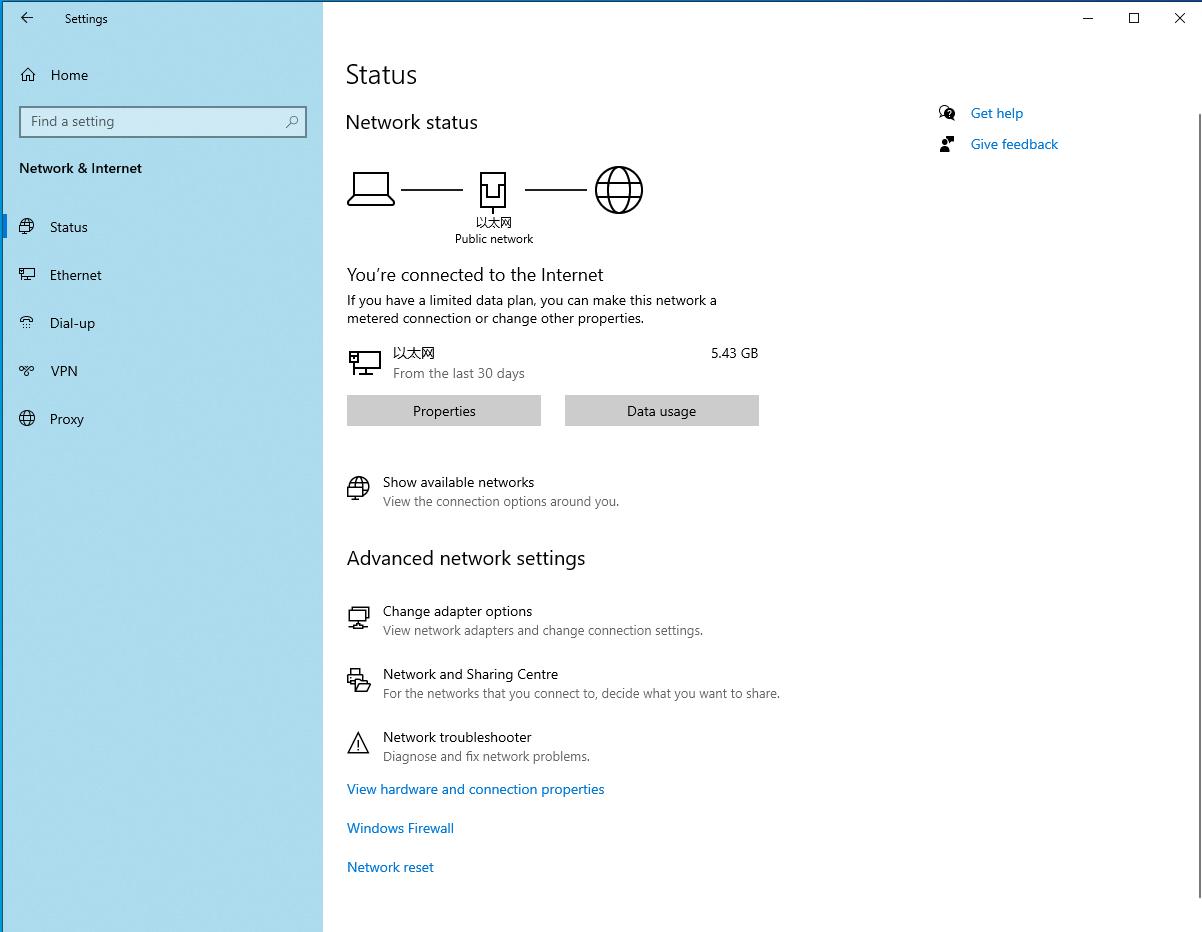 Settings
Home
Find a setting
Network & Internet
Status
Ethernet
Dial-up
VPN
Proxy
Status
Network status
以太网
Public network
You're connected to the Internet
If you have a limited data plan, you can make this network a
metered connection or change other properties.
以太网
5.43 GB
From the last 30 days
Properties
Data usage
Show available networks
View the connection options around you.
Advanced network settings
Change adapter options
View network adapters and change connection settings.
Network and Sharing Centre
For the networks that you connect to, decide what you want to share.
Network troubleshooter
Diagnose and fix network problems.
View hardware and connection properties
Windows Firewall
Network reset
Get help
Give feedback